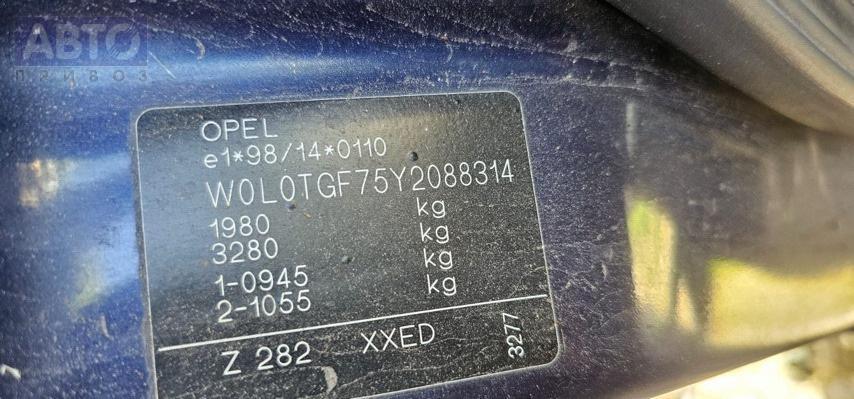 АВТО
ПРИВОЗ
OPEL
e1*98/14*0110
W0L0TGF75Y2088314
1980 kg
3280 kg
1-0945 kg
2-1055 kg
Z 282 XXED 3277